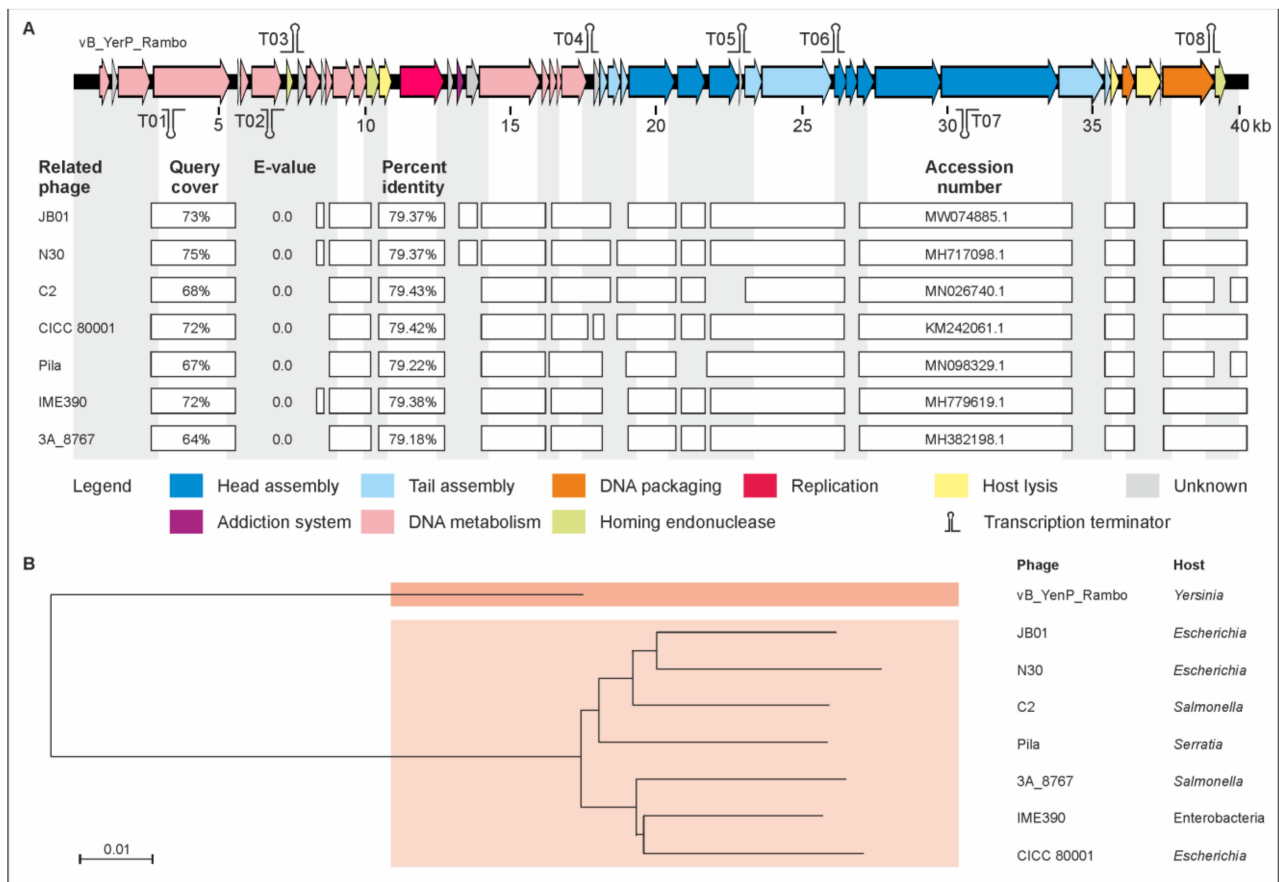 A
vB_YerP_Rambo
T03
T04
T05
T06
T08
T01
5
T02
10
15
20
25
30
T07
35
40 kb
Related phage
Query cover
E-value
Percent identity
Accession number
JB01 73% 0.0 79.37% MW074885.1
N30 75% 0.0 79.37% MH717098.1
C2 68% 0.0 79.43% MN026740.1
CICC 80001 72% 0.0 79.42% KM242061.1
Pila 67% 0.0 79.22% MN098329.1
IME390 72% 0.0 79.38% MH779619.1
3A_8767 64% 0.0 79.18% MH382198.1
Legend Head assembly Tail assembly DNA packaging Replication Host lysis Unknown
Addiction system DNA metabolism Homing endonuclease Transcription terminator
B
Phage Host
vB_YenP_Rambo Yersinia
JB01 Escherichia
N30 Escherichia
C2 Salmonella
Pila Serratia
3A_8767 Salmonella
IME390 Enterobacteria
CICC 80001 Escherichia
0.01